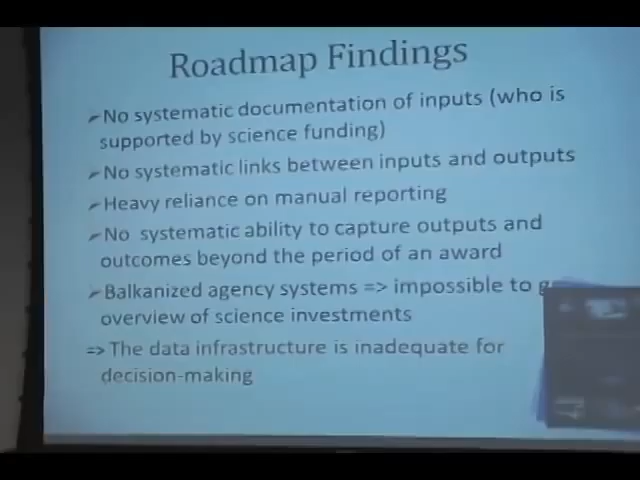 Roadmap Findings
➢No systematic documentation of inputs (who is
supported by science funding)
➢No systematic links between inputs and outputs
➢Heavy reliance on manual reporting
➢No systematic ability to capture outputs and
outcomes beyond the period of an award
➢Balkanized agency systems => impossible to
overview of science investments
=> The data infrastructure is inadequate for
decision-making